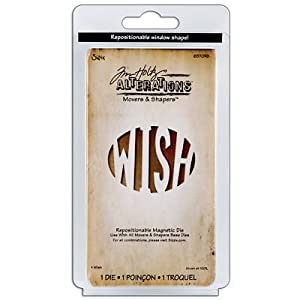 Repositionable window shape!
Sizzix
Tim Holtz
ALTERATIONS
Movers & Shapers™
WISH
Repositionable Magnetic Die
Use With All Movers & Shapers Base Dies
1 DIE • 1 POINÇON • 1 TROQUEL